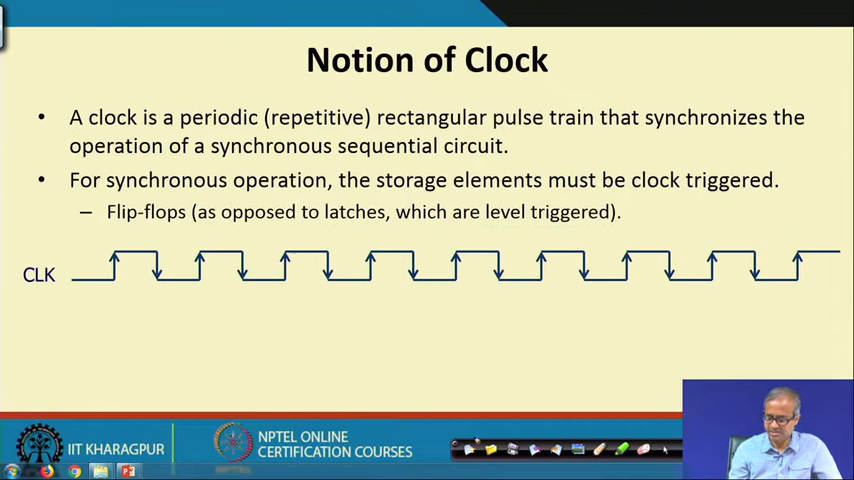 Notion of Clock
• A clock is a periodic (repetitive) rectangular pulse train that synchronizes the
operation of a synchronous sequential circuit.
• For synchronous operation, the storage elements must be clock triggered.
– Flip-flops (as opposed to latches, which are level triggered).
CLK
IIT KHARAGPUR
NPTEL ONLINE
CERTIFICATION COURSES